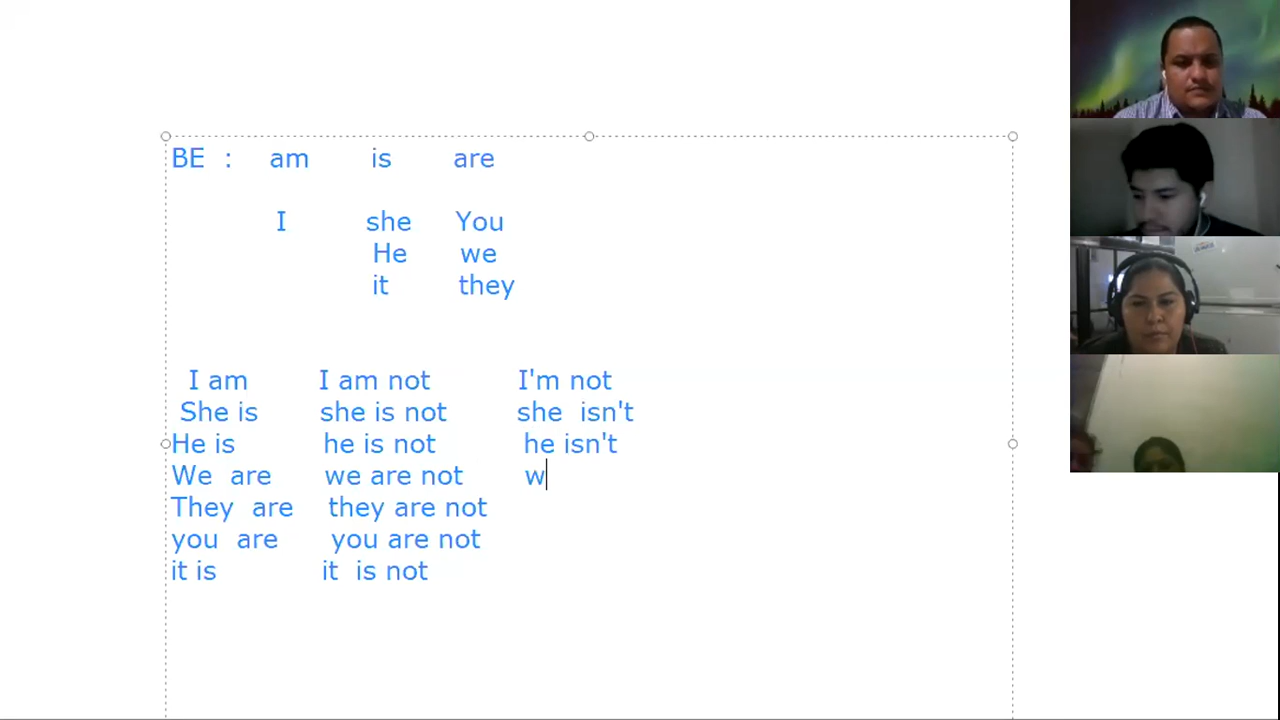 BE : am is are
I she You
He we
it they
I am I am not I'm not
She is she is not she isn't
He is he is not he isn't
We are we are not w
They are they are not
you are you are not
it is it is not